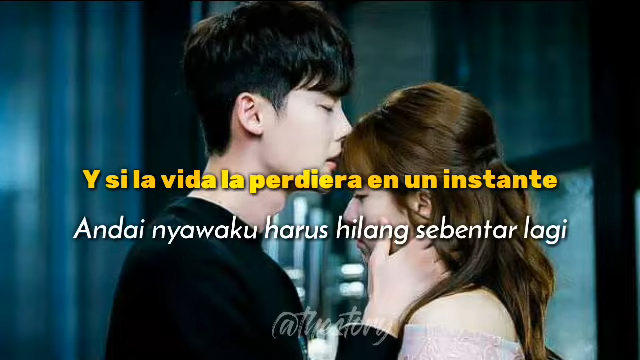 Y si la vida la perdiera en un instante
Andai nyawaku harus hilang sebentar lagi